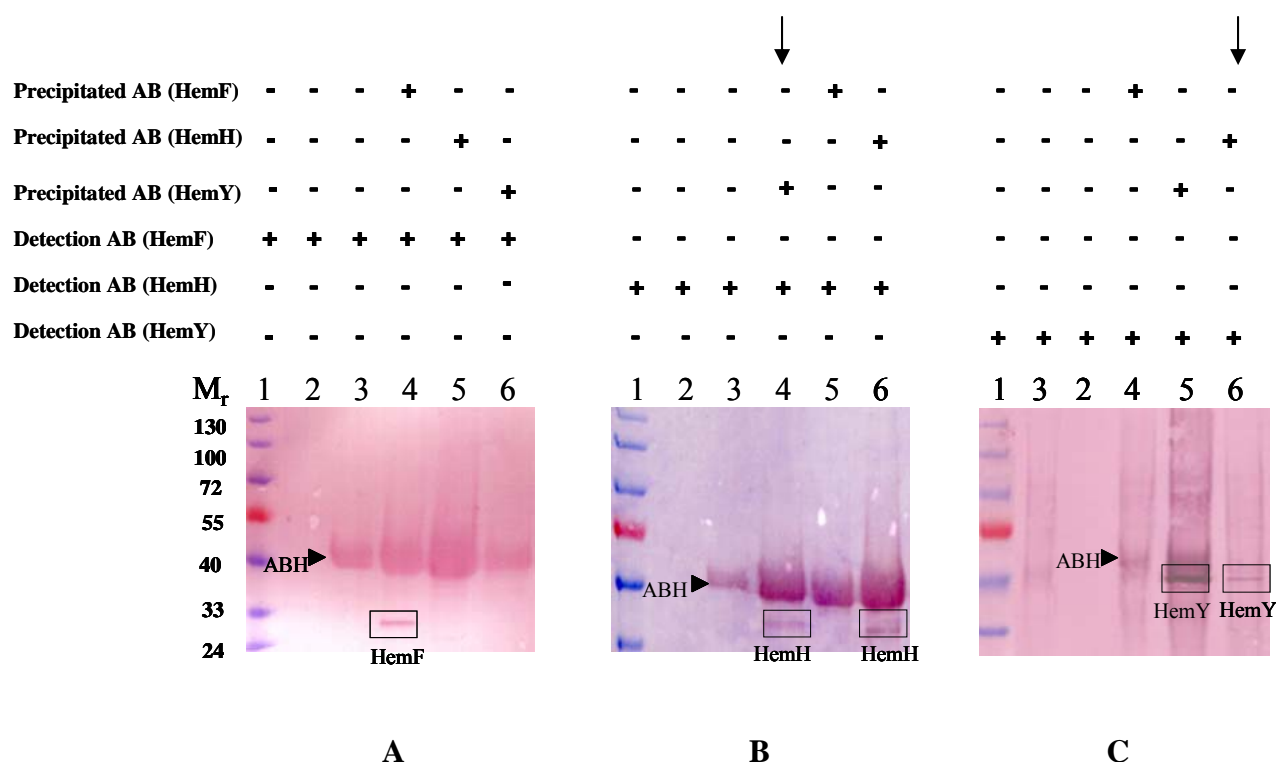 Precipitated AB (HemF) - - - + - - - - - - + - - - - + - -
Precipitated AB (HemH) - - - - + - - - - - - + - - - - - +
Precipitated AB (HemY) - - - - - + - - - + - - - - - - + -
Detection AB (HemF) + + + + + + - - - - - - - - - - - -
Detection AB (HemH) - - - - - - + + + + + + - - - - - -
Detection AB (HemY) - - - - - - - - - - - - + + + + + +
Mr 1 2 3 4 5 6 1 2 3 4 5 6 1 3 2 4 5 6
130
100
72
55
40
33
24
ABH
HemF
ABH
HemH HemH
ABH
HemY HemY
A B C